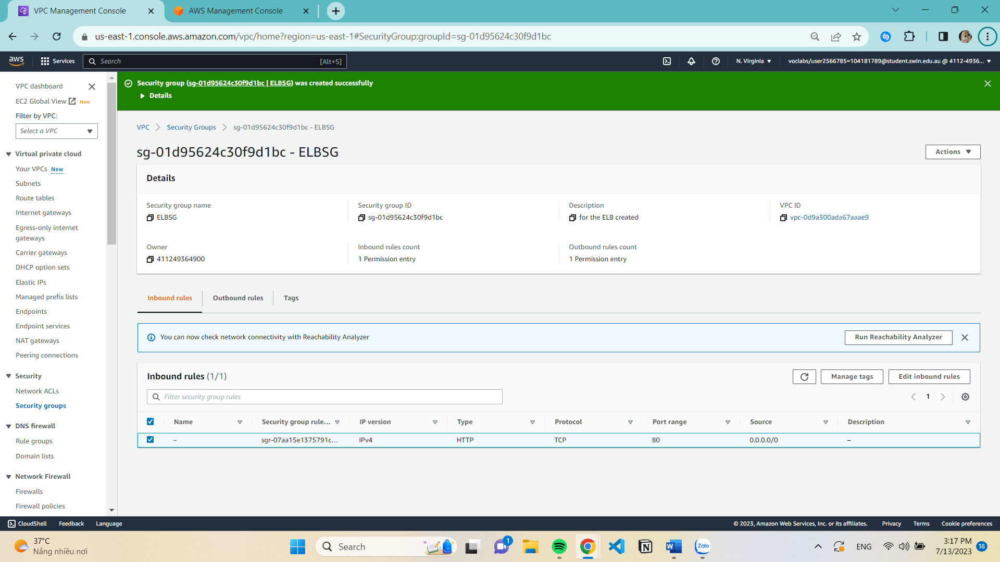 VPC Management Console
AWS Management Console
us-east-1.console.aws.amazon.com/vpc/home?region=us-east-1#SecurityGroup:groupId=sg-01d95624c30f9d1bc
aws
Services
Search
[Alt+S]
N. Virginia
voclabs/user2566785=104181789@student.swin.edu.au @ 4112-4936...
VPC dashboard
EC2 Global View New
Filter by VPC:
Select a VPC
Virtual private cloud
Your VPCs New
Subnets
Route tables
Internet gateways
Egress-only internet
gateways
Carrier gateways
DHCP option sets
Elastic IPs
Managed prefix lists
Endpoints
Endpoint services
NAT gateways
Peering connections
Security
Network ACLs
Security groups
DNS firewall
Rule groups
Domain lists
Network Firewall
Firewalls
Firewall policies
Security group (sg-01d95624c30f9d1bc | ELBSG) was created successfully
Details
VPC
Security Groups
sg-01d95624c30f9d1bc - ELBSG
sg-01d95624c30f9d1bc - ELBSG
Actions
Details
Security group name
ELBSG
Security group ID
sg-01d95624c30f9d1bc
Description
for the ELB created
VPC ID
vpc-0d9a300ada67aaae9
Owner
411249364900
Inbound rules count
1 Permission entry
Outbound rules count
1 Permission entry
Inbound rules
Outbound rules
Tags
You can now check network connectivity with Reachability Analyzer
Run Reachability Analyzer
Inbound rules (1/1)
Manage tags
Edit inbound rules
Filter security group rules
1
Name
Security group rule...
IP version
Type
Protocol
Port range
Source
Description
–
sgr-07aa15e1375791c...
IPv4
HTTP
TCP
80
0.0.0.0/0
–
CloudShell
Feedback
Language
© 2023, Amazon Web Services, Inc. or its affiliates.
Privacy
Terms
Cookie preferences
37°C
Nắng nhiều nơi
Search
1
Zalo
ENG
3:17 PM
7/13/2023
18